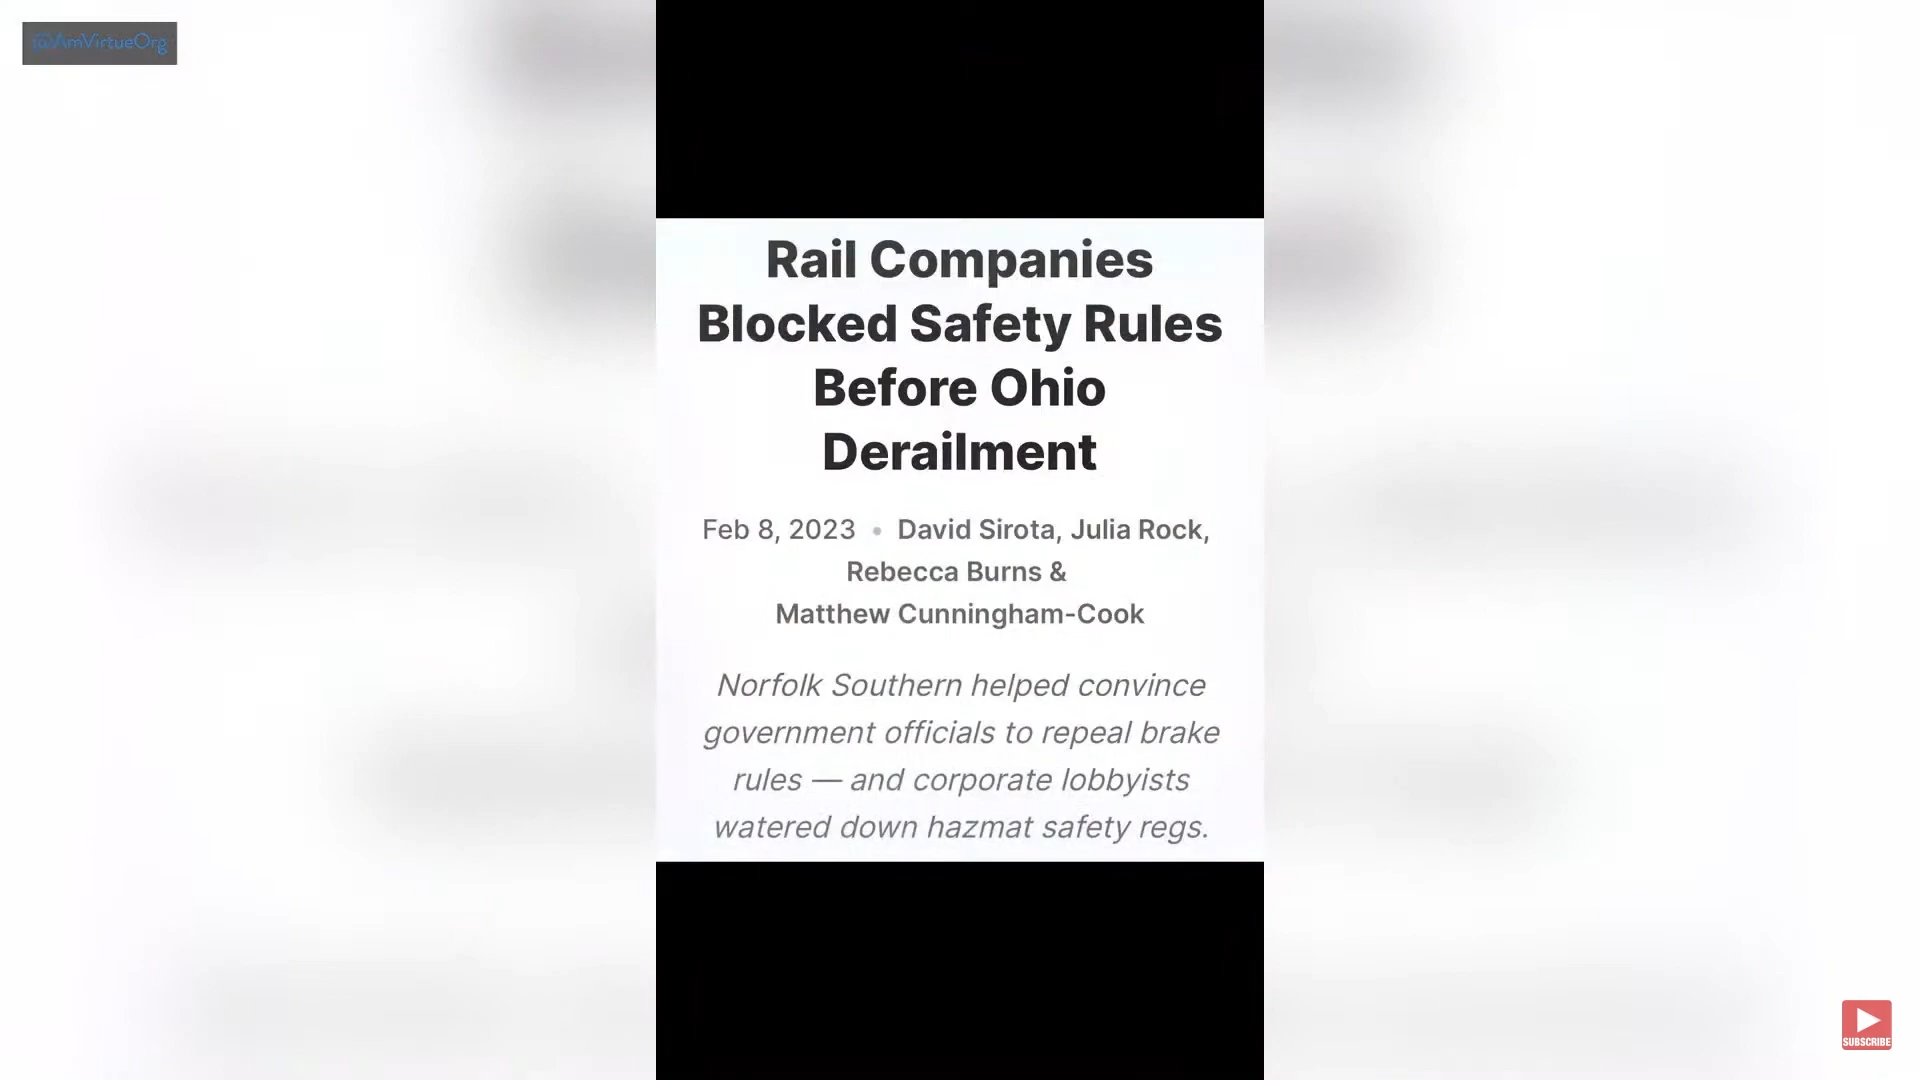 @AmVirtueOrg
Rail Companies
Blocked Safety Rules
Before Ohio
Derailment
Feb 8, 2023 • David Sirota, Julia Rock,
Rebecca Burns &
Matthew Cunningham-Cook
Norfolk Southern helped convince
government officials to repeal brake
rules — and corporate lobbyists
watered down hazmat safety regs.
SUBSCRIBE